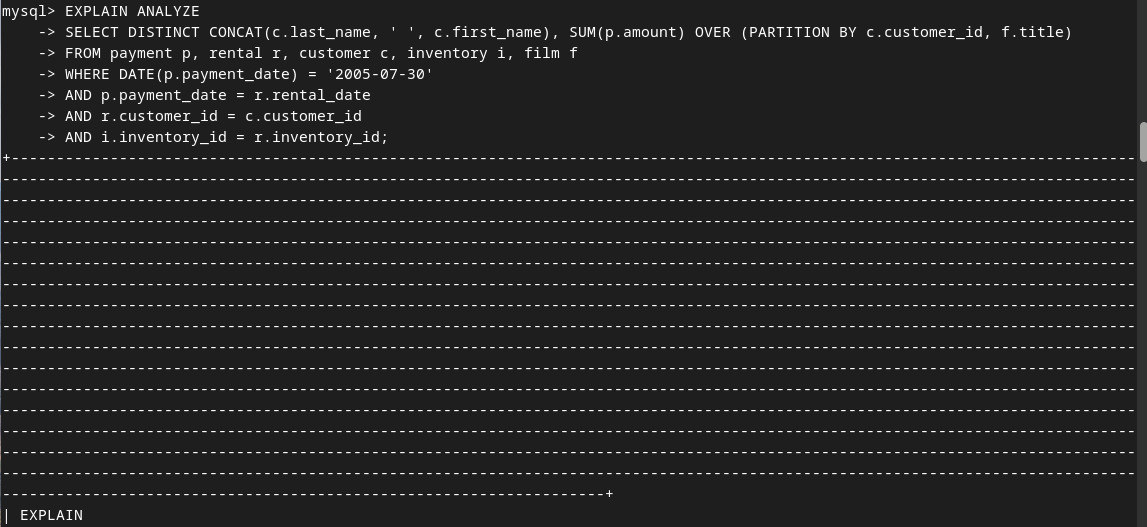 mysql> EXPLAIN ANALYZE
    -> SELECT DISTINCT CONCAT(c.last_name, ' ', c.first_name), SUM(p.amount) OVER (PARTITION BY c.customer_id, f.title)
    -> FROM payment p, rental r, customer c, inventory i, film f
    -> WHERE DATE(p.payment_date) = '2005-07-30'
    -> AND p.payment_date = r.rental_date
    -> AND r.customer_id = c.customer_id
    -> AND i.inventory_id = r.inventory_id;
| EXPLAIN